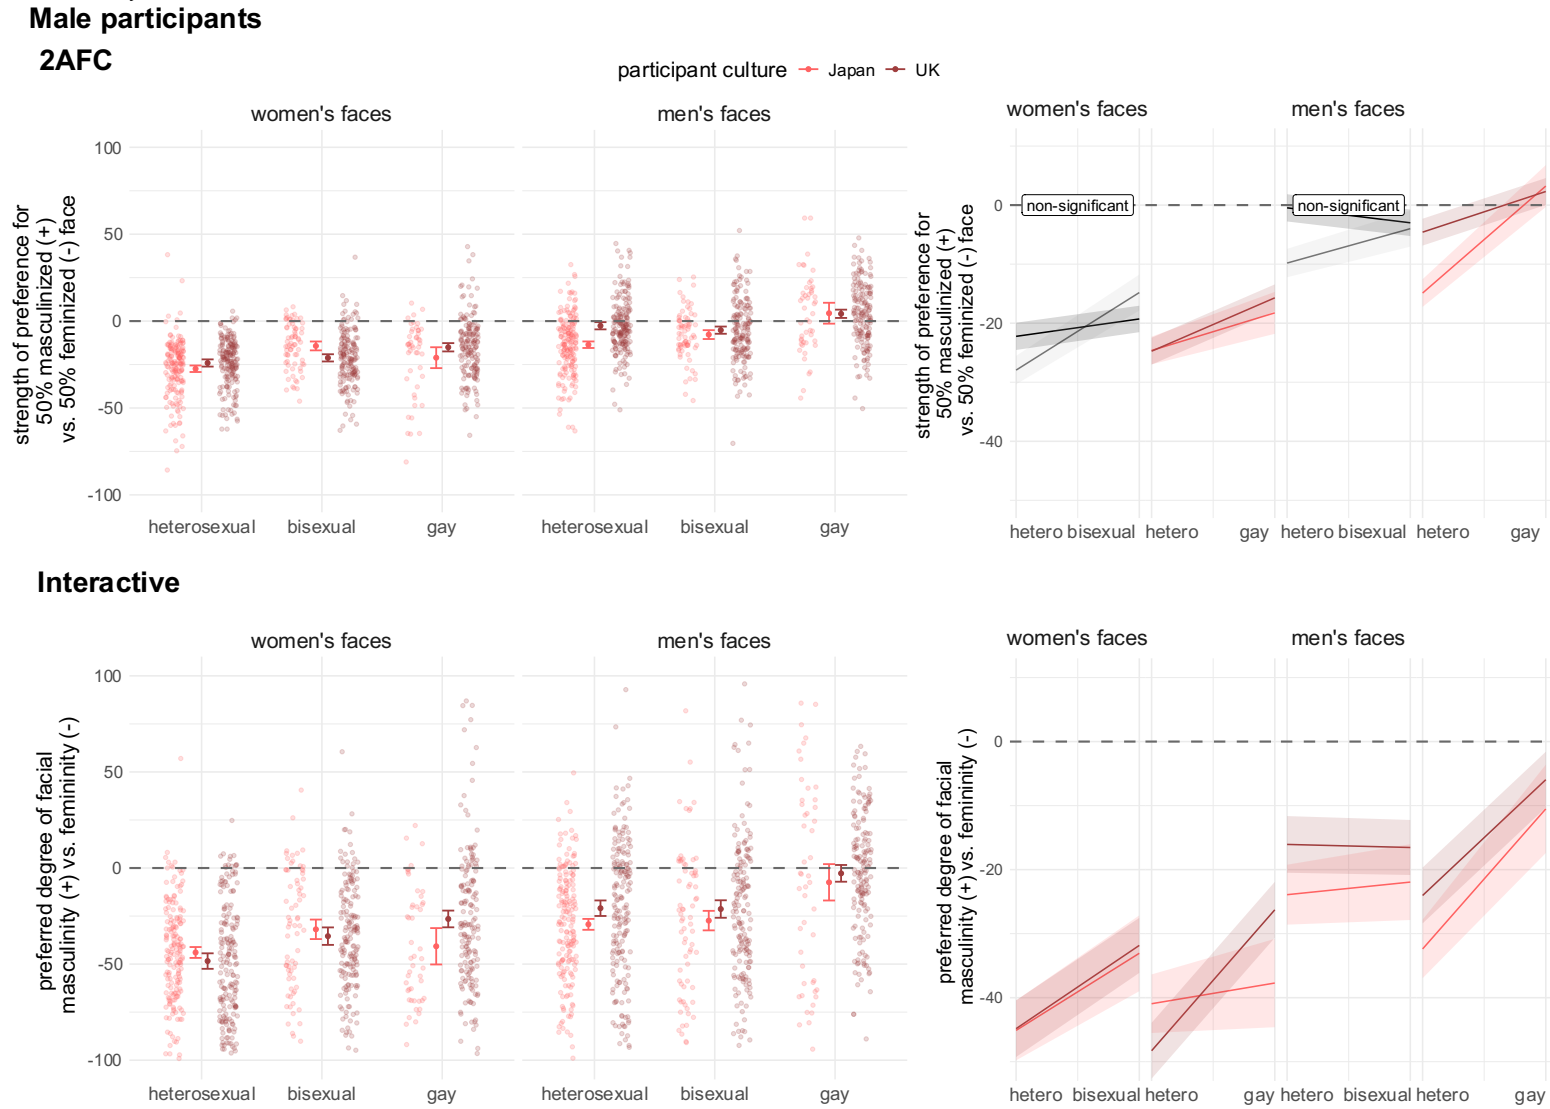 Male participants
2AFC
participant culture Japan UK
women's faces men's faces
women's faces men's faces
strength of preference for
50% masculinized (+)
vs. 50% feminized (-) face
100
50
0
-50
-100
heterosexual bisexual gay heterosexual bisexual gay
strength of preference for
50% masculinized (+)
vs. 50% feminized (-) face
0
-20
-40
non-significant non-significant
hetero bisexual hetero gay hetero bisexual hetero gay
Interactive
women's faces men's faces
women's faces men's faces
preferred degree of facial
masculinity (+) vs. femininity (-)
100
50
0
-50
-100
heterosexual bisexual gay heterosexual bisexual gay
preferred degree of facial
masculinity (+) vs. femininity (-)
0
-20
-40
hetero bisexual hetero gay hetero bisexual hetero gay